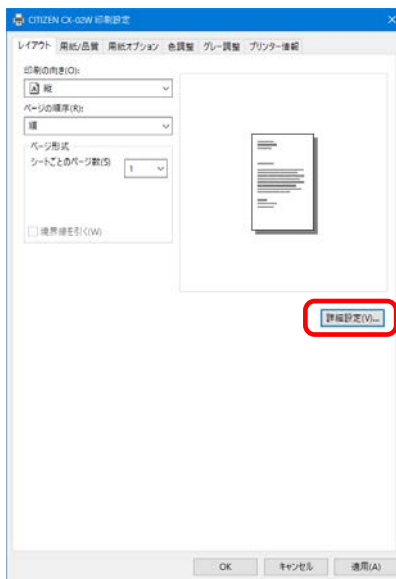 CITIZEN CX-02W 印刷設定
レイアウト 用紙/品質 用紙オプション 色調整 グレー調整 プリンター情報
印刷の向き(O):
縦
ページの順序(R):
順
ページ形式
シートごとのページ数(S) 1
境界線を引く(W)
詳細設定(V)...
OK キャンセル 適用(A)